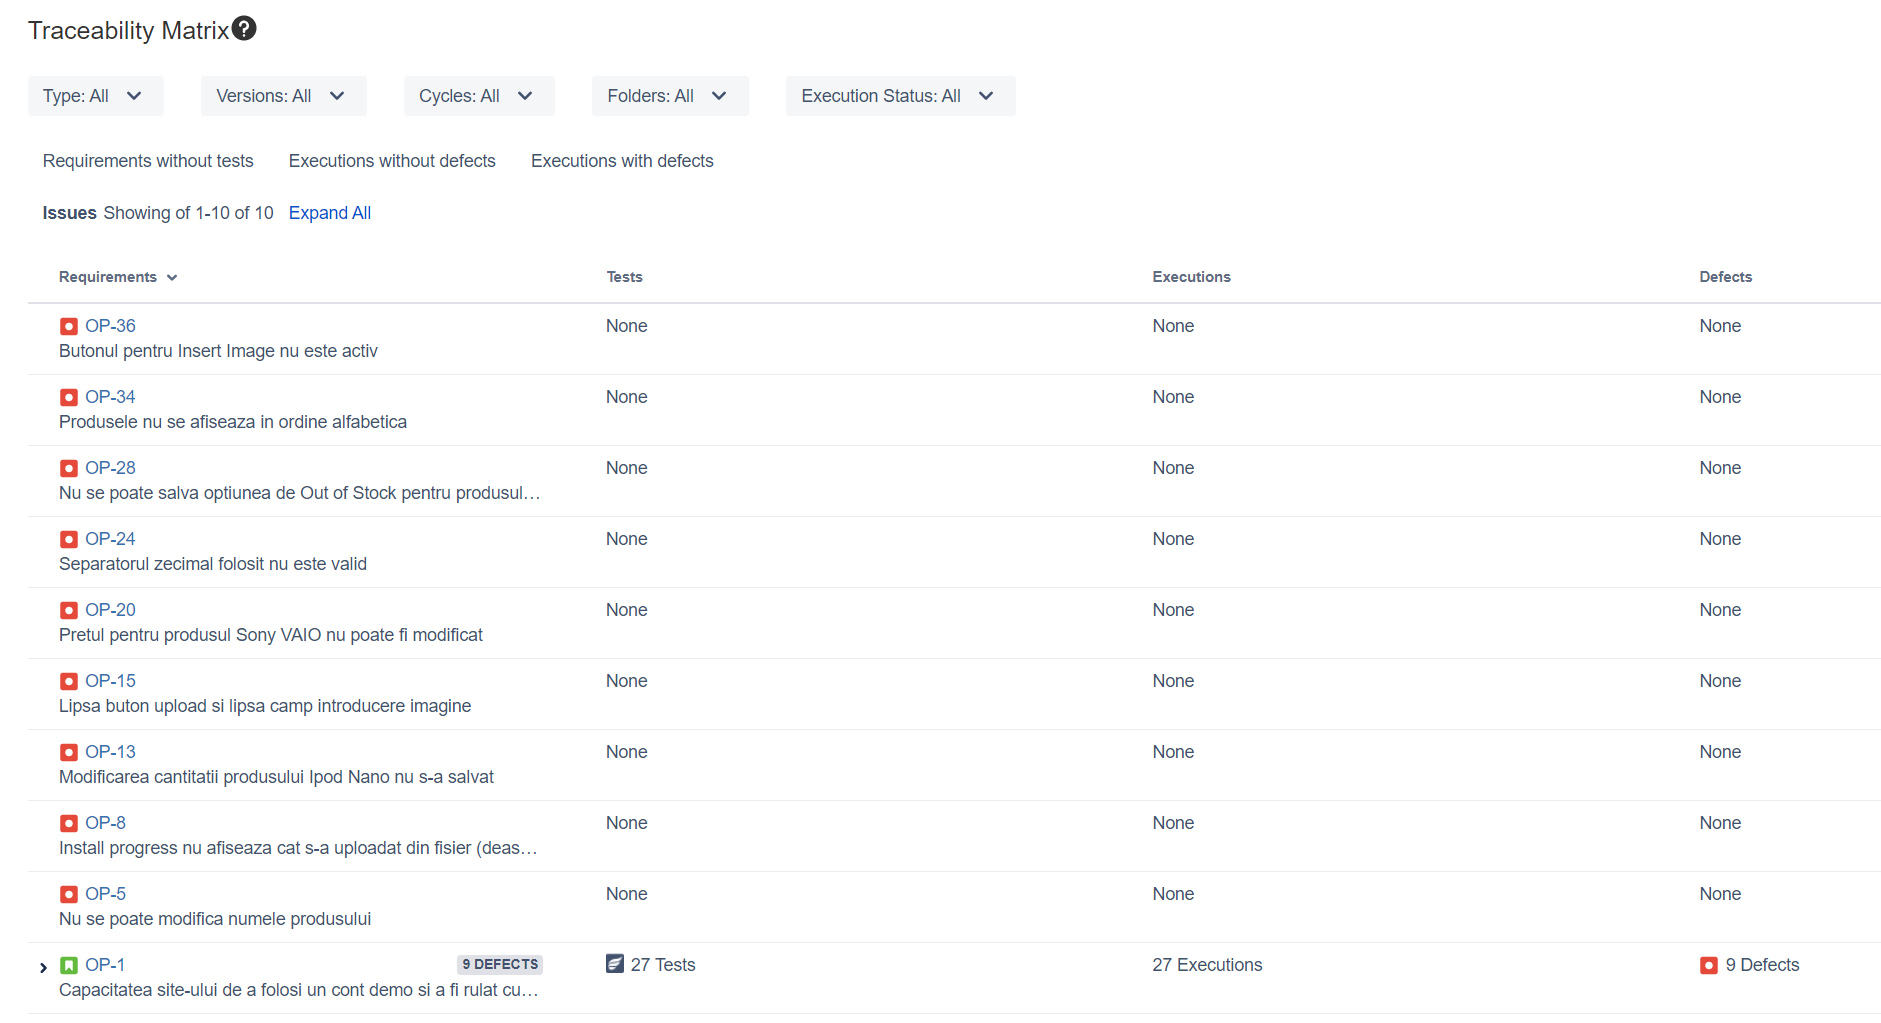 Traceability Matrix?
Type: All Versions: All Cycles: All Folders: All Execution Status: All
Requirements without tests Executions without defects Executions with defects
Issues Showing of 1-10 of 10 Expand All
Requirements Tests Executions Defects
OP-36 None None None
Butonul pentru Insert Image nu este activ
OP-34 None None None
Produsele nu se afiseaza in ordine alfabetica
OP-28 None None None
Nu se poate salva optiunea de Out of Stock pentru produsul…
OP-24 None None None
Separatorul zecimal folosit nu este valid
OP-20 None None None
Pretul pentru produsul Sony VAIO nu poate fi modificat
OP-15 None None None
Lipsa buton upload si lipsa camp introducere imagine
OP-13 None None None
Modificarea cantitatii produsului Ipod Nano nu s-a salvat
OP-8 None None None
Install progress nu afiseaza cat s-a uploadat din fisier (deas…
OP-5 None None None
Nu se poate modifica numele produsului
OP-1 9 DEFECTS 27 Tests 27 Executions 9 Defects
Capacitatea site-ului de a folosi un cont demo si a fi rulat cu…